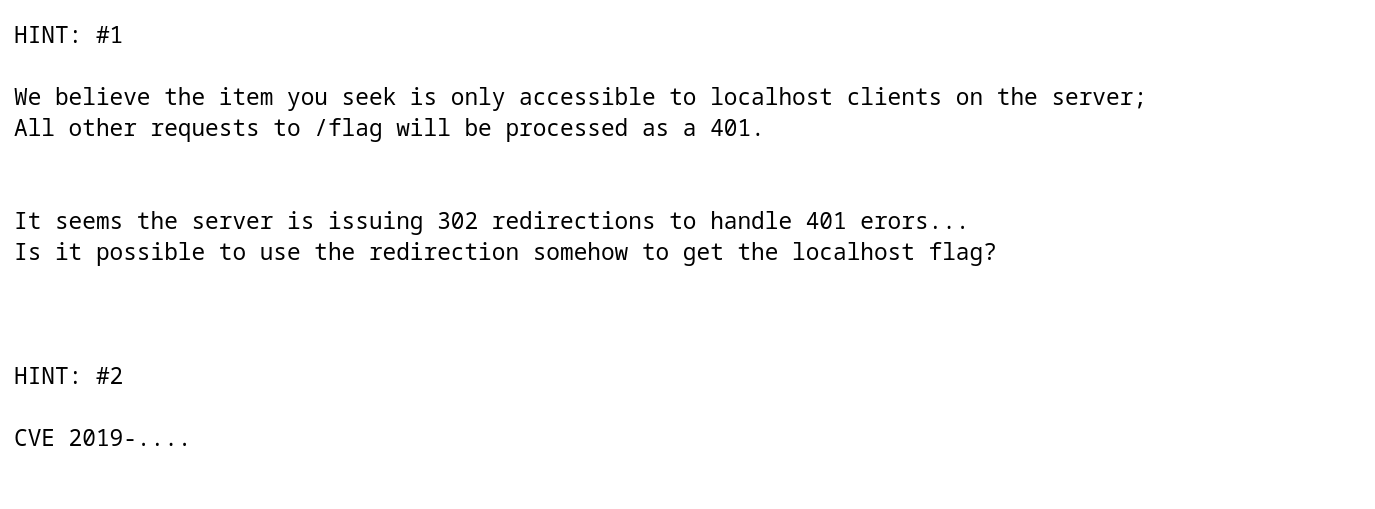 HINT: #1
We believe the item you seek is only accessible to localhost clients on the server;
All other requests to /flag will be processed as a 401.
It seems the server is issuing 302 redirections to handle 401 erors...
Is it possible to use the redirection somehow to get the localhost flag?
HINT: #2
CVE 2019-....